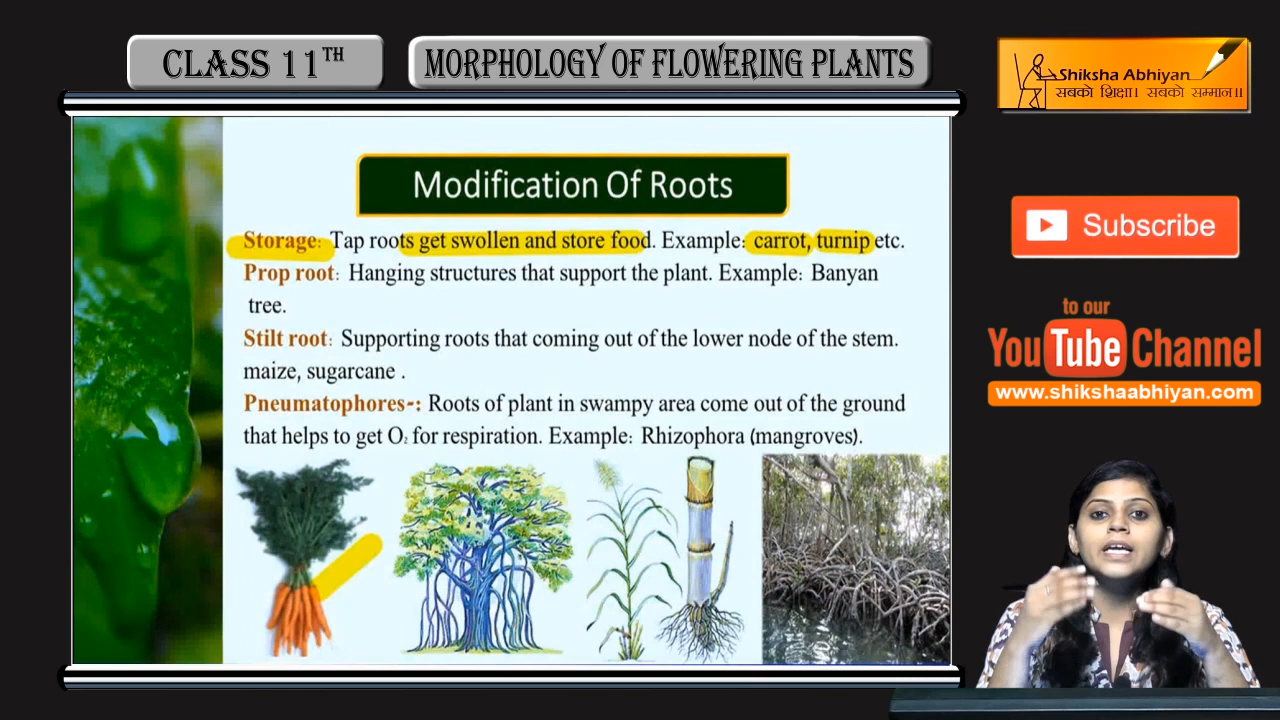 CLASS 11TH
MORPHOLOGY OF FLOWERING PLANTS
Shiksha Abhiyan
सबको शिक्षा। सबको सम्मान।।
Modification Of Roots
Storage: Tap roots get swollen and store food. Example: carrot, turnip etc.
Prop root: Hanging structures that support the plant. Example: Banyan
tree.
Stilt root: Supporting roots that coming out of the lower node of the stem.
maize, sugarcane .
Pneumatophores-: Roots of plant in swampy area come out of the ground
that helps to get O2 for respiration. Example: Rhizophora (mangroves).
Subscribe
to our
YouTube Channel
www.shikshaabhiyan.com